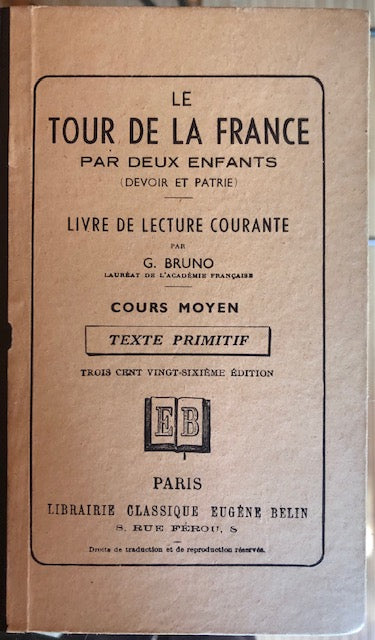 LE
TOUR DE LA FRANCE
PAR DEUX ENFANTS
(DEVOIR ET PATRIE)
LIVRE DE LECTURE COURANTE
PAR
G. BRUNO
LAURÉAT DE L'ACADÉMIE FRANÇAISE
COURS MOYEN
TEXTE PRIMITIF
TROIS CENT VINGT-SIXIÈME ÉDITION
EB
PARIS
LIBRAIRIE CLASSIQUE EUGÈNE BELIN
8, RUE FÉROU, 8
Droits de traduction et de reproduction réservés.